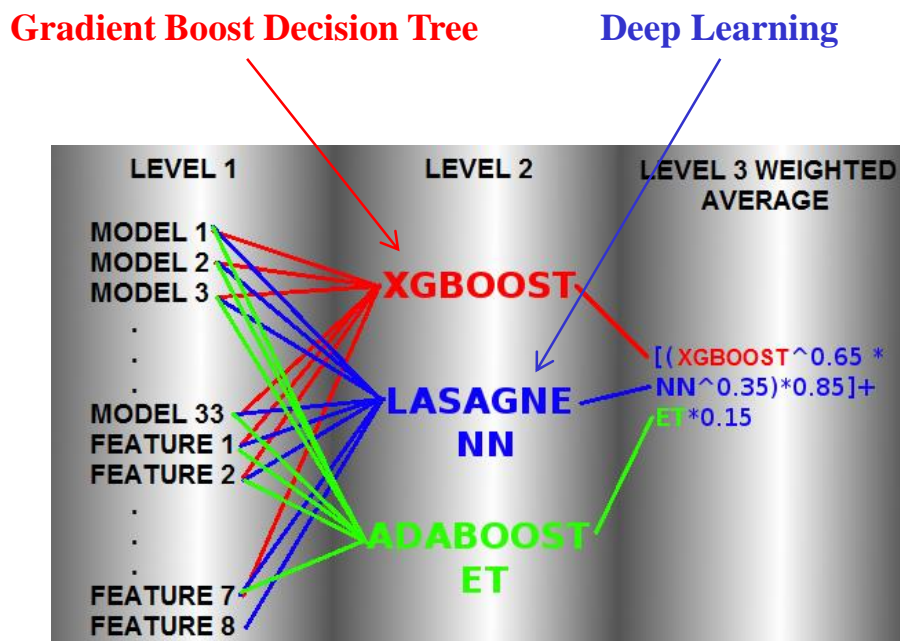 Gradient Boost Decision Tree
Deep Learning
LEVEL 1
LEVEL 2
LEVEL 3 WEIGHTED
AVERAGE
MODEL 1
MODEL 2
MODEL 3
.
.
.
MODEL 33
FEATURE 1
FEATURE 2
.
.
.
FEATURE 7
FEATURE 8
XGBOOST
LASAGNE
NN
ADABOOST
ET
[(XGBOOST^0.65 *
NN^0.35)*0.85]+
ET*0.15